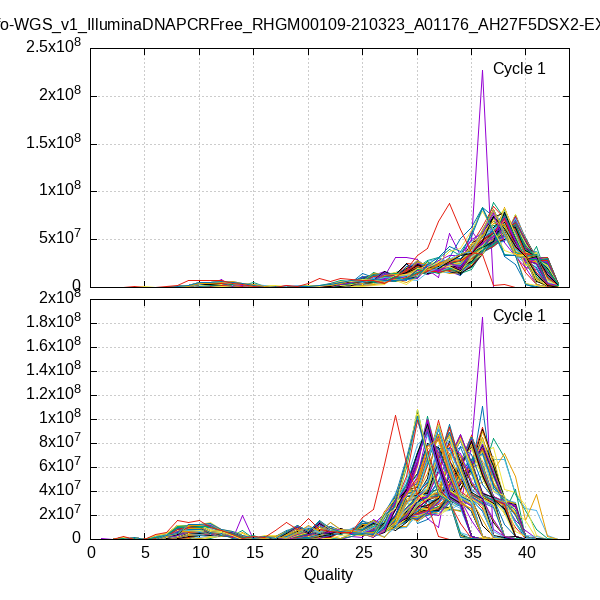 fo-WGS_v1_IlluminaDNAPCRFree_RHGM00109-210323_A01176_AH27F5DSX2-EX
2.5x10^8
Cycle 1
2x10^8
1.5x10^8
1x10^8
5x10^7
0
2x10^8
Cycle 1
1.8x10^8
1.6x10^8
1.4x10^8
1.2x10^8
1x10^8
8x10^7
6x10^7
4x10^7
2x10^7
0
0 5 10 15 20 25 30 35 40
Quality